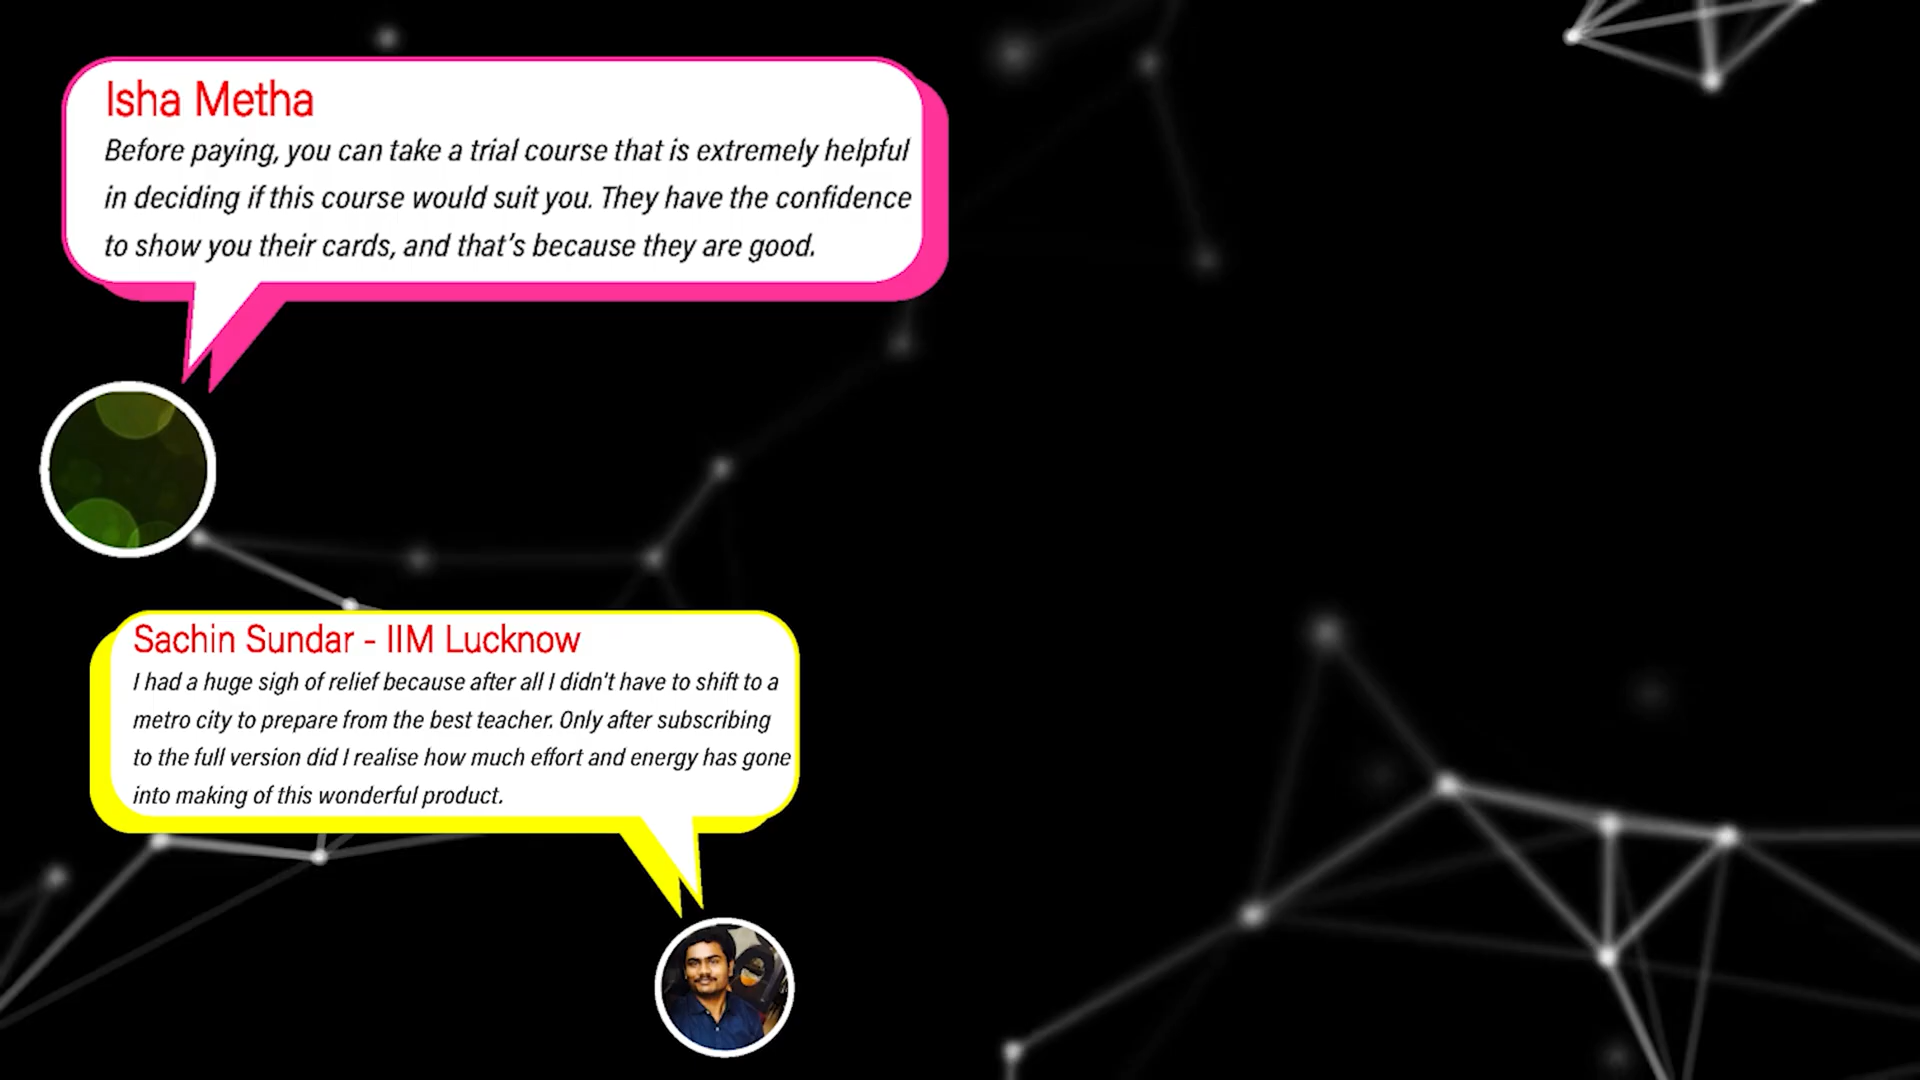 Isha Metha
Before paying, you can take a trial course that is extremely helpful
in deciding if this course would suit you. They have the confidence
to show you their cards, and that's because they are good.
Sachin Sundar - IIM Lucknow
I had a huge sigh of relief because after all I didn't have to shift to a
metro city to prepare from the best teacher. Only after subscribing
to the full version did I realise how much effort and energy has gone
into making of this wonderful product.